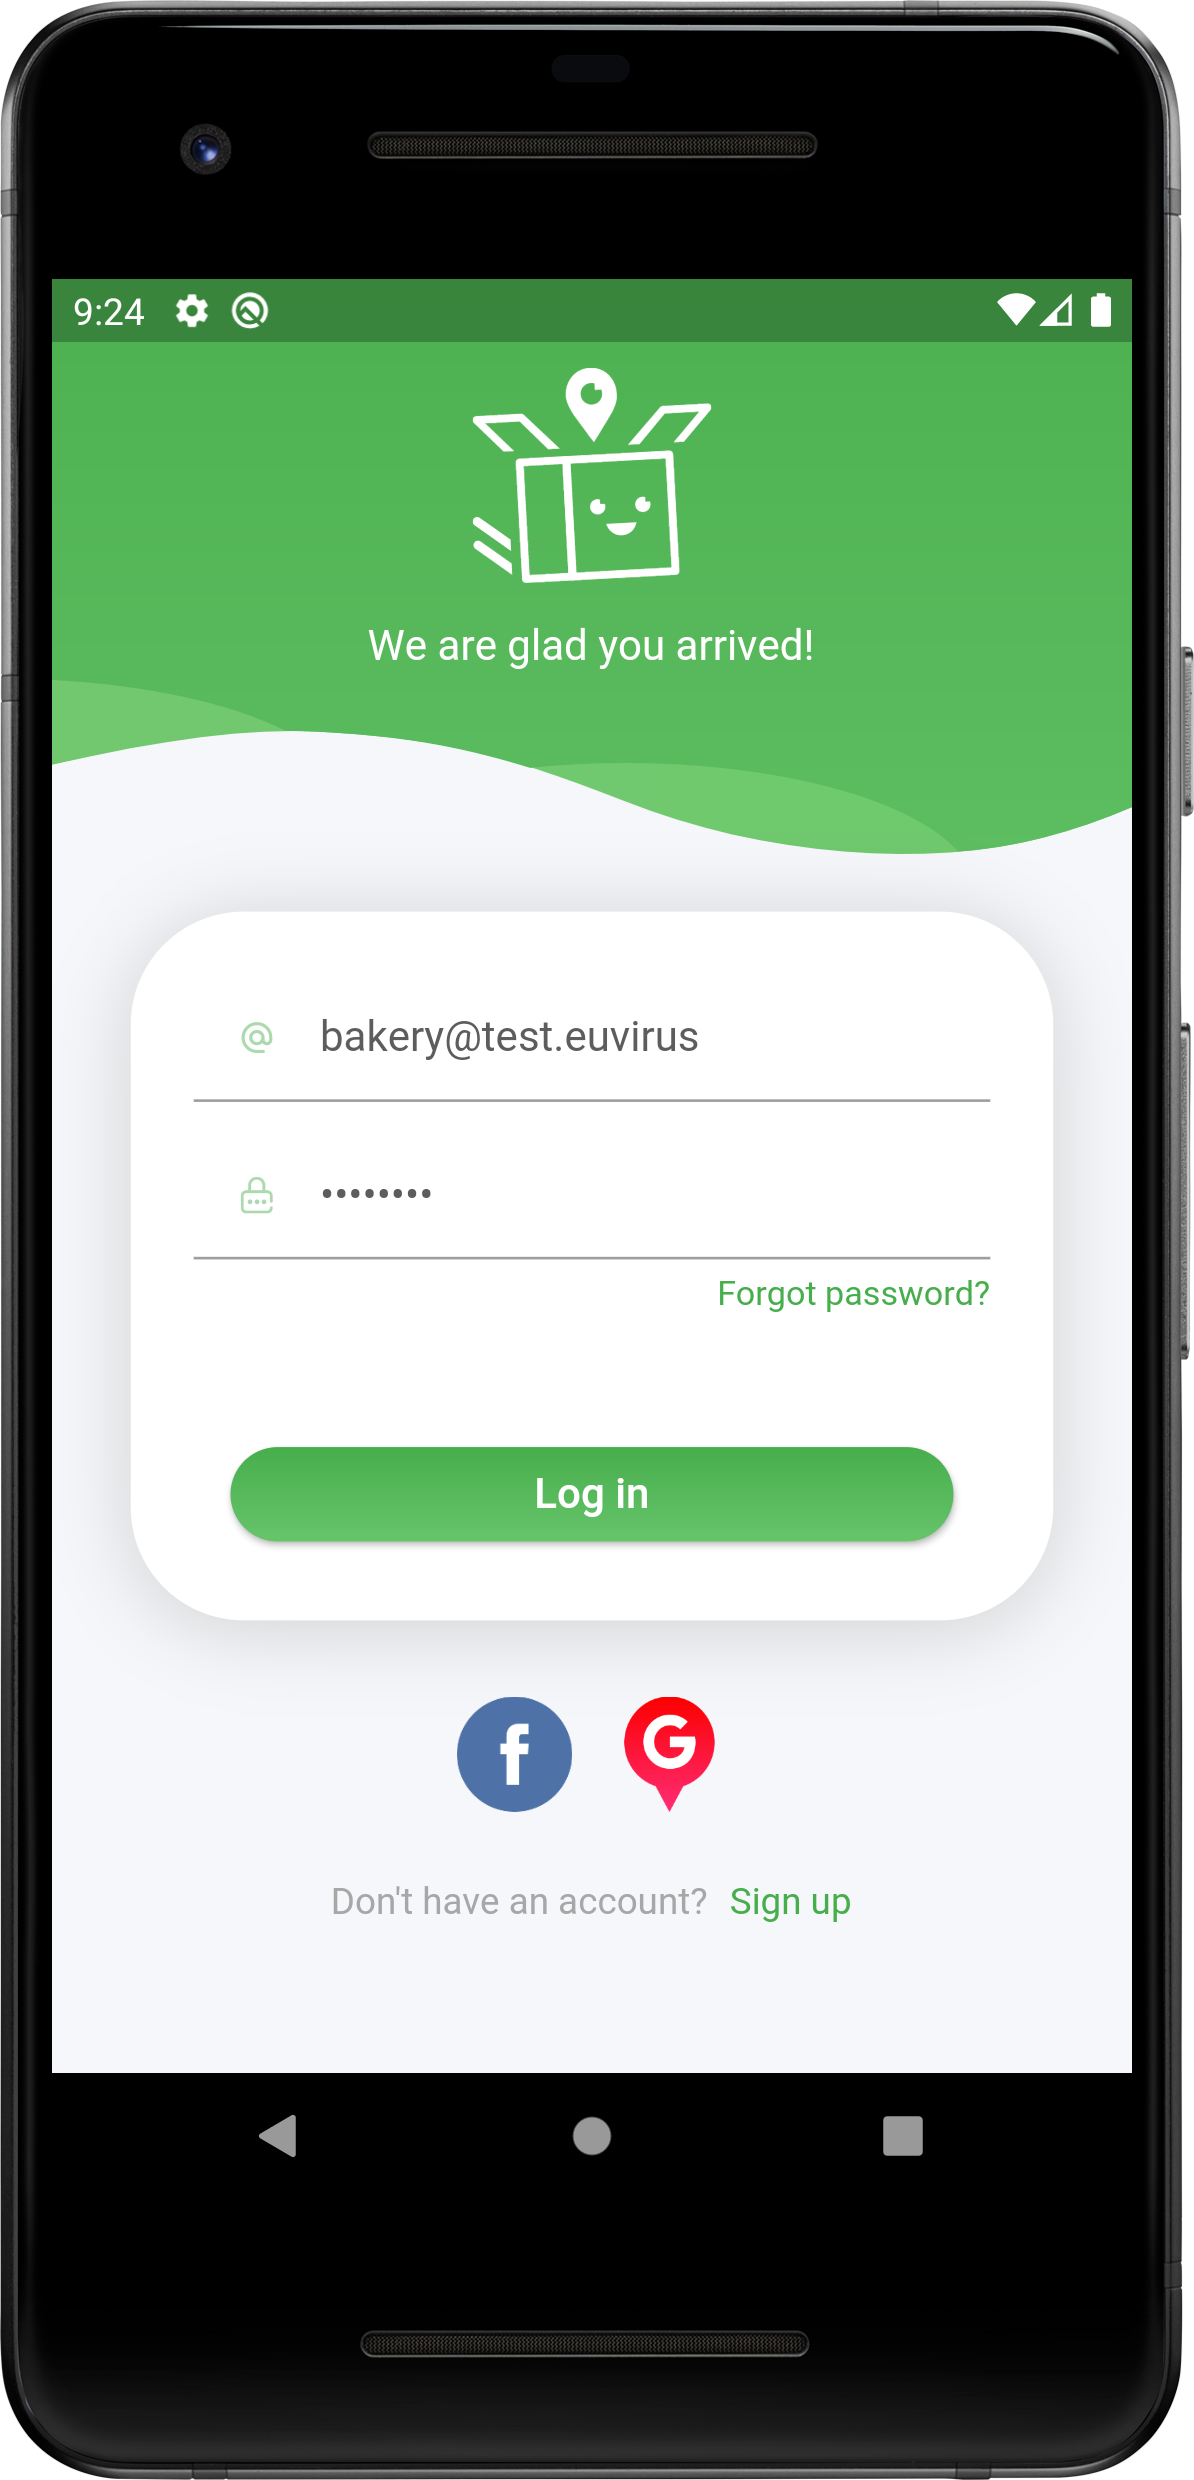 9:24
We are glad you arrived!
bakery@test.euvirus
••••••••
Forgot password?
Log in
f G
Don't have an account? Sign up